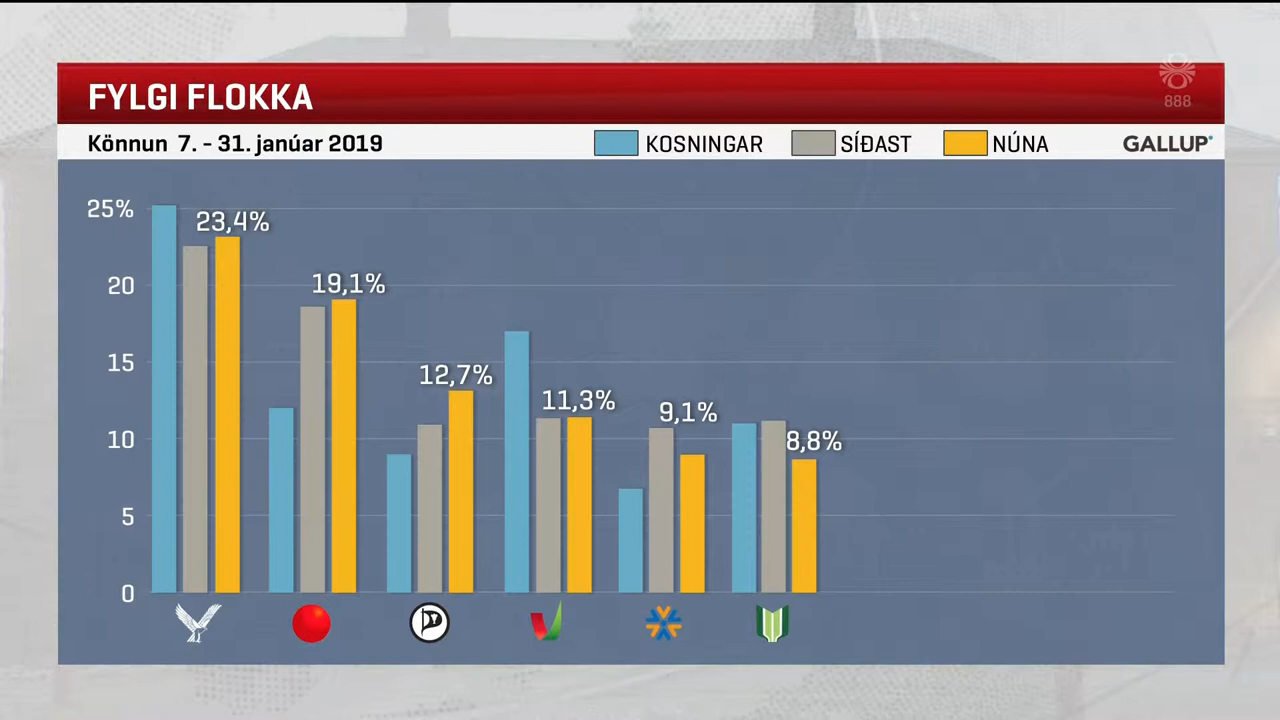 FYLGI FLOKKA
888
Könnun 7. - 31. janúar 2019
KOSNINGAR
SÍÐAST
NÚNA
GALLUP
25%
20
15
10
5
0
23,4%
19,1%
12,7%
11,3%
9,1%
8,8%